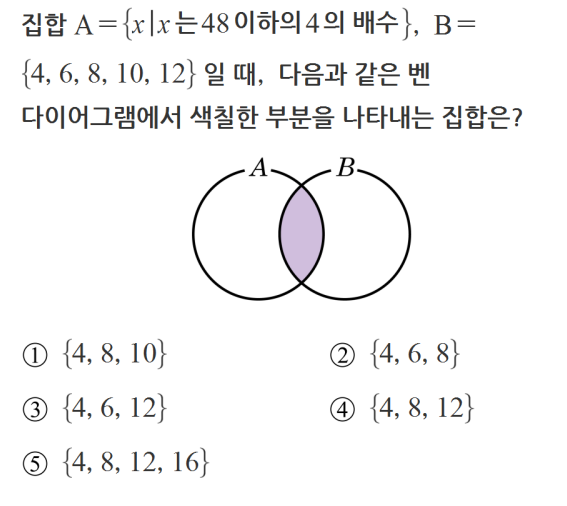 집합 A={x|x는 48 이하의 4의 배수}, B=
{4, 6, 8, 10, 12} 일 때, 다음과 같은 벤
다이어그램에서 색칠한 부분을 나타내는 집합은?
A B
① {4, 8, 10} ② {4, 6, 8}
③ {4, 6, 12} ④ {4, 8, 12}
⑤ {4, 8, 12, 16}